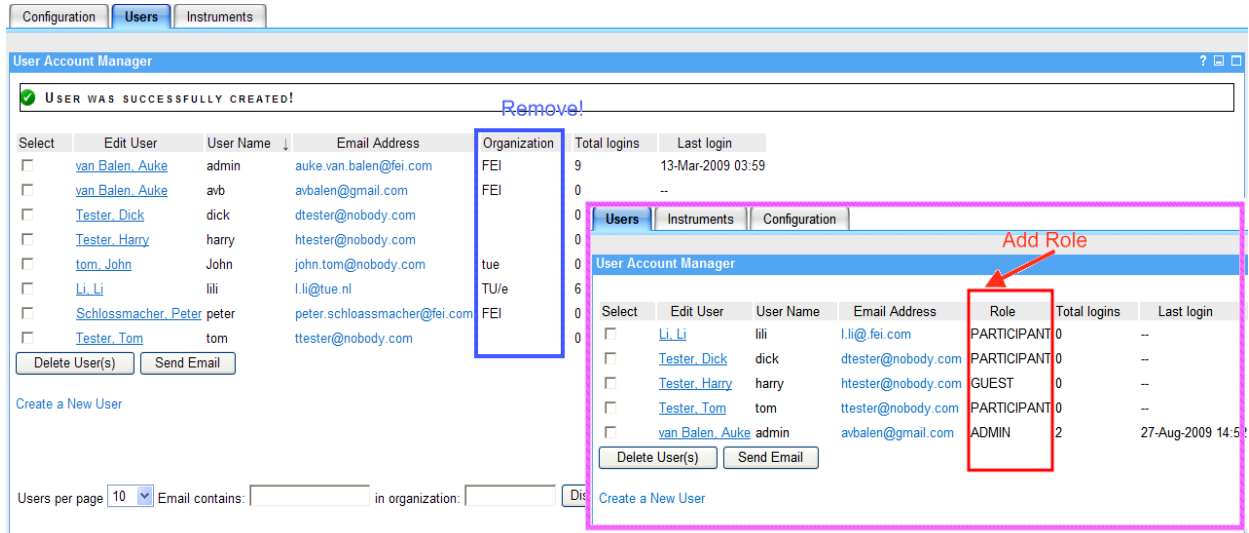 Configuration Users Instruments
User Account Manager ?
USER WAS SUCCESSFULLY CREATED!
Remove!
Select Edit User User Name ↓ Email Address Organization Total logins Last login
van Balen, Auke admin auke.van.balen@fei.com FEI 9 13-Mar-2009 03:59
van Balen, Auke avb avbalen@gmail.com FEI 0 --
Tester, Dick dick dtester@nobody.com 0
Tester, Harry harry htester@nobody.com 0
tom, John John john.tom@nobody.com tue 0
Li, Li lili l.li@tue.nl TU/e 6
Schlossmacher, Peter peter peter.schloassmacher@fei.com FEI 0
Tester, Tom tom ttester@nobody.com 0
Delete User(s) Send Email
Create a New User
Users per page 10 Email contains: in organization: Dis
Users Instruments Configuration
Add Role
User Account Manager
Select Edit User User Name Email Address Role Total logins Last login
Li, Li lili l.li@.fei.com PARTICIPANT 0 --
Tester, Dick dick dtester@nobody.com PARTICIPANT 0 --
Tester, Harry harry htester@nobody.com GUEST 0 --
Tester, Tom tom ttester@nobody.com PARTICIPANT 0 --
van Balen, Auke admin avbalen@gmail.com ADMIN 2 27-Aug-2009 14:52
Delete User(s) Send Email
Create a New User